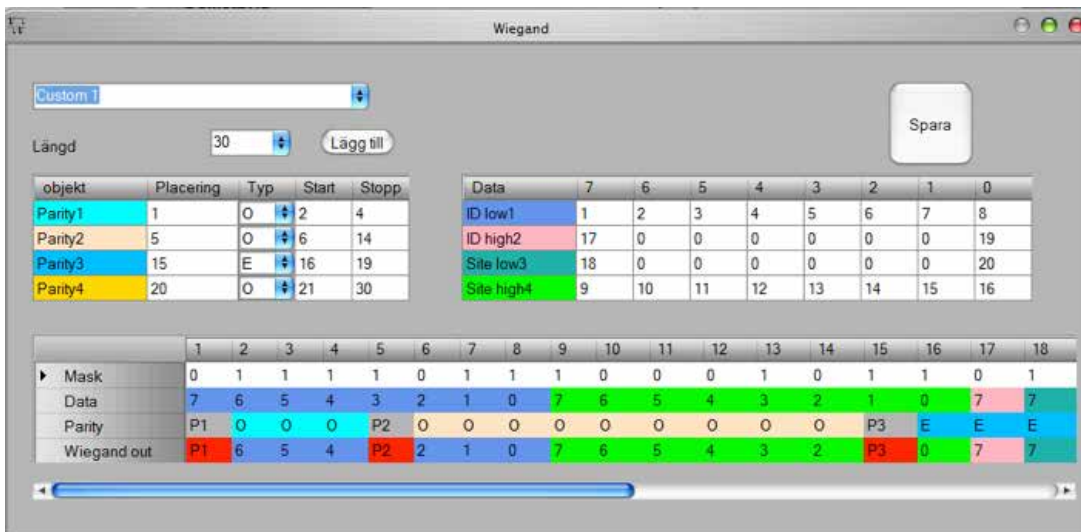 Wiegand
Custom 1
Spara
Längd 30 Lägg till
objekt Placering Typ Start Stopp
Parity1 1 O 2 4
Parity2 5 O 6 14
Parity3 15 E 16 19
Parity4 20 O 21 30
Data 7 6 5 4 3 2 1 0
ID low1 1 2 3 4 5 6 7 8
ID high2 17 0 0 0 0 0 0 19
Site low3 18 0 0 0 0 0 0 20
Site high4 9 10 11 12 13 14 15 16
1 2 3 4 5 6 7 8 9 10 11 12 13 14 15 16 17 18
Mask 0 1 1 1 1 0 1 1 1 0 0 0 1 0 1 1 0 1
Data 7 6 5 4 3 2 1 0 7 6 5 4 3 2 1 0 7 7
Parity P1 O O O P2 O O O O O O O O O P3 E E E
Wiegand out P1 6 5 4 P2 2 1 0 7 6 5 4 3 2 P3 0 7 7